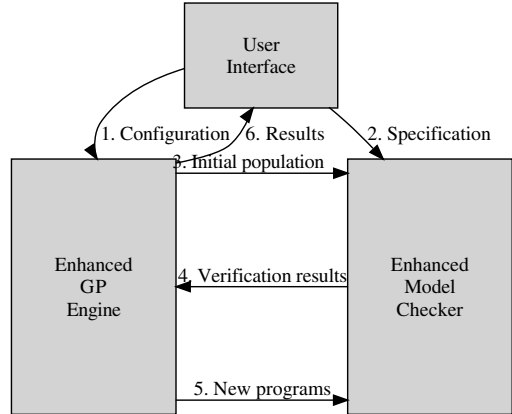 User
Interface
1. Configuration
6. Results
2. Specification
3. Initial population
Enhanced
GP
Engine
4. Verification results
Enhanced
Model
Checker
5. New programs